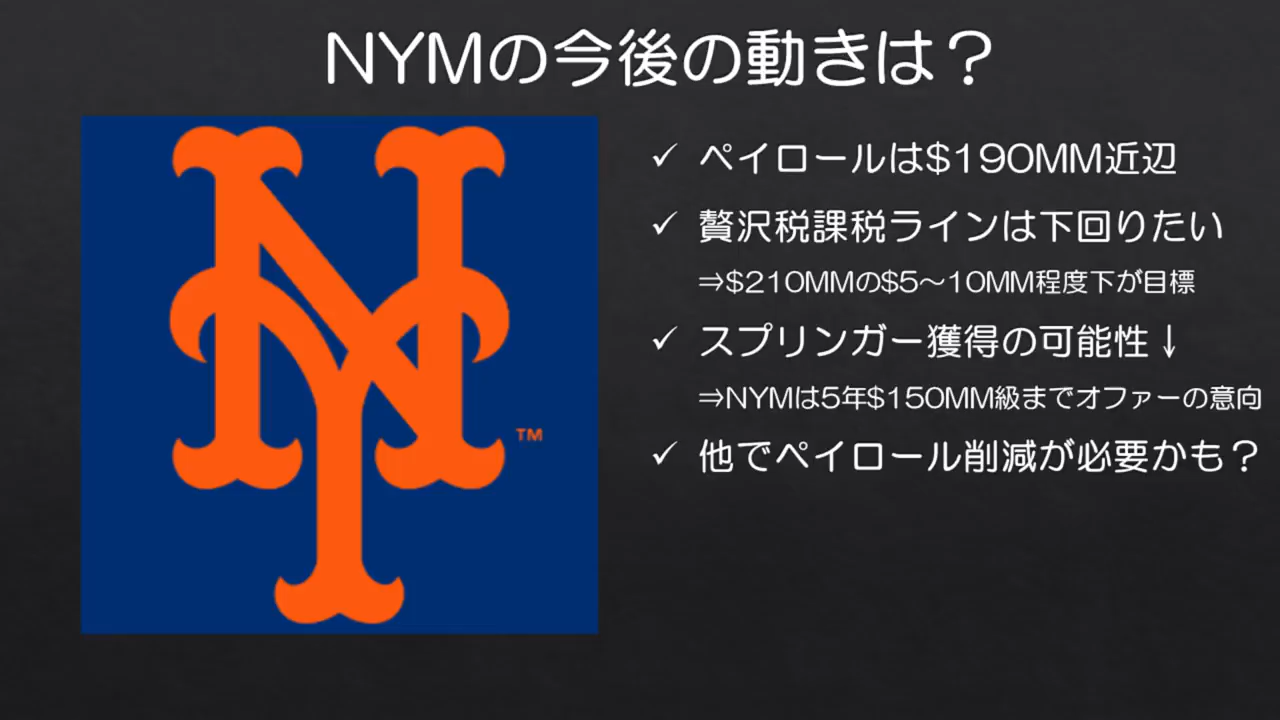 NYMの今後の動きは？
NY
TM
✓ ペイロールは$190MM近辺
✓ 贅沢税課税ラインは下回りたい
⇒$210MMの$5～10MM程度下が目標
✓ スプリンガー獲得の可能性↓
⇒NYMは5年$150MM級までオファーの意向
✓ 他でペイロール削減が必要かも？